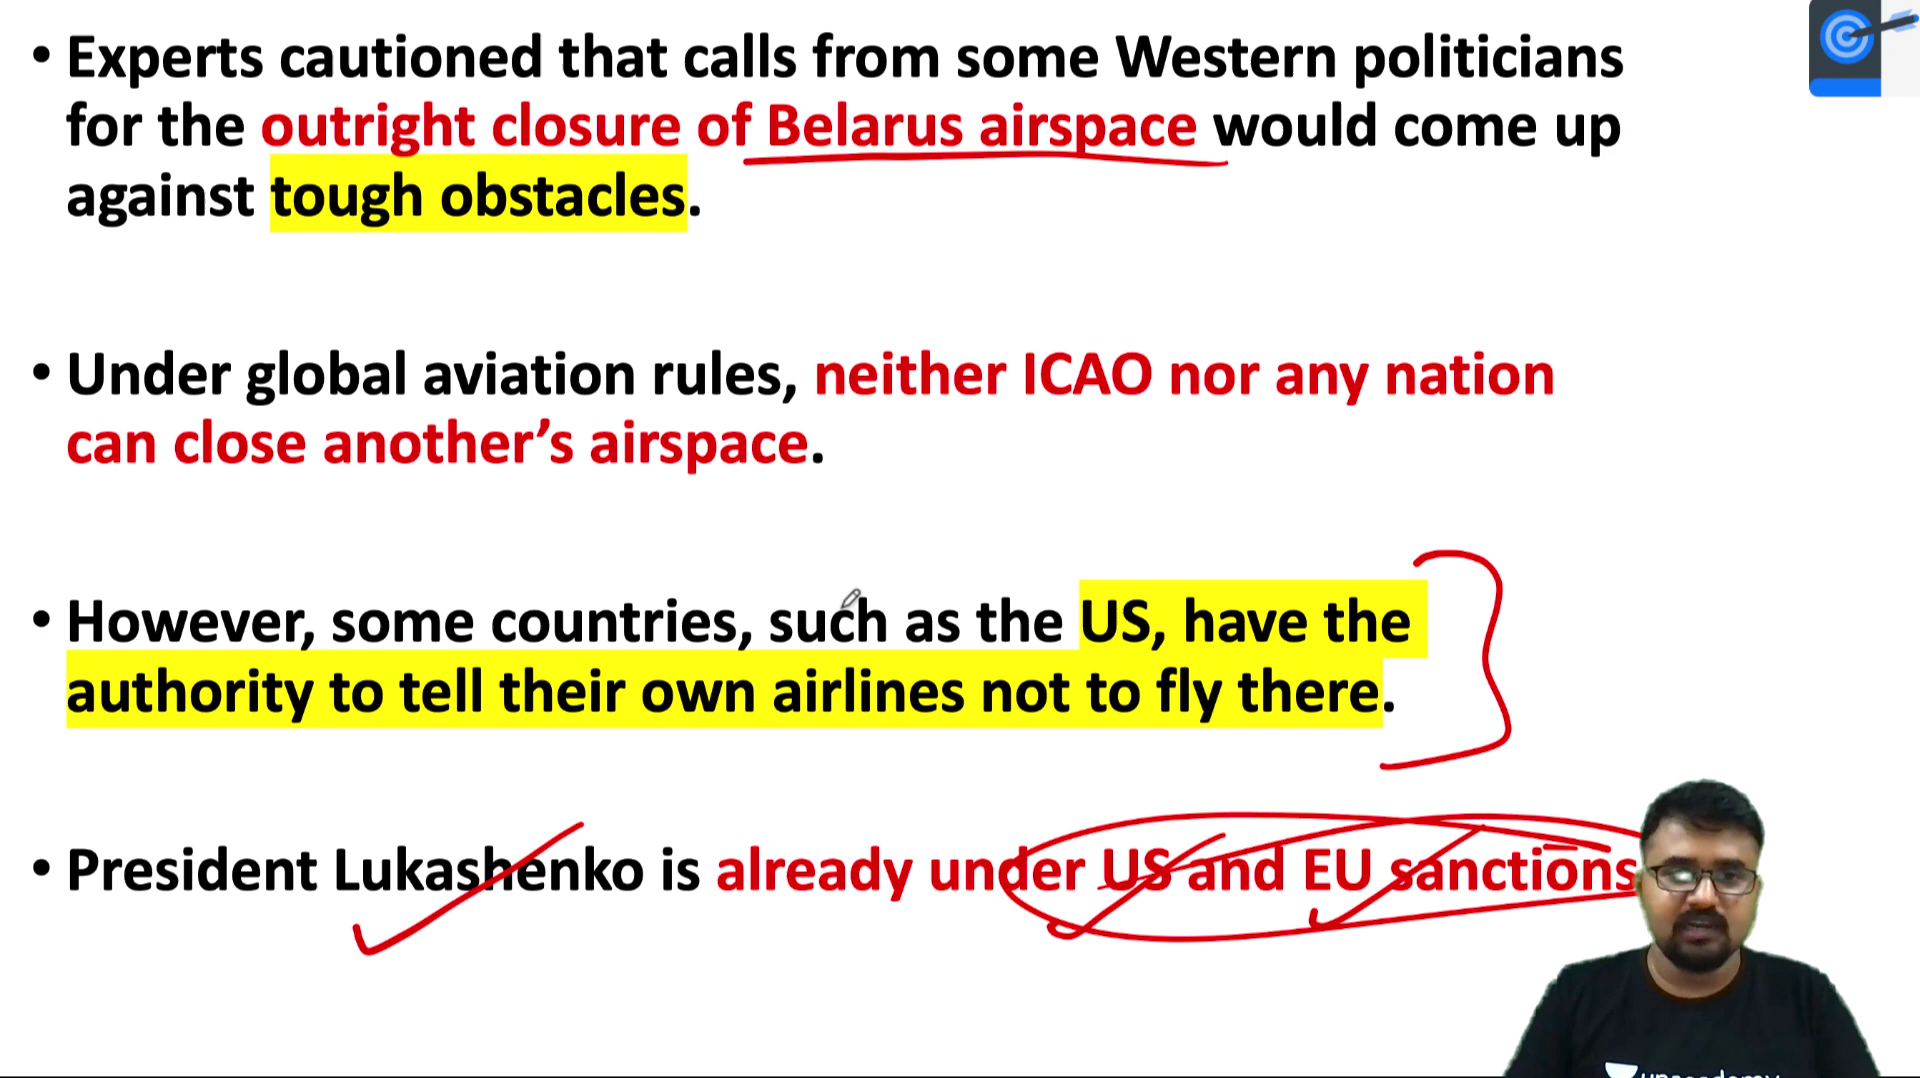 • Experts cautioned that calls from some Western politicians
for the outright closure of Belarus airspace would come up
against tough obstacles.
• Under global aviation rules, neither ICAO nor any nation
can close another’s airspace.
• However, some countries, such as the US, have the
authority to tell their own airlines not to fly there.
• President Lukashenko is already under US and EU sanctions